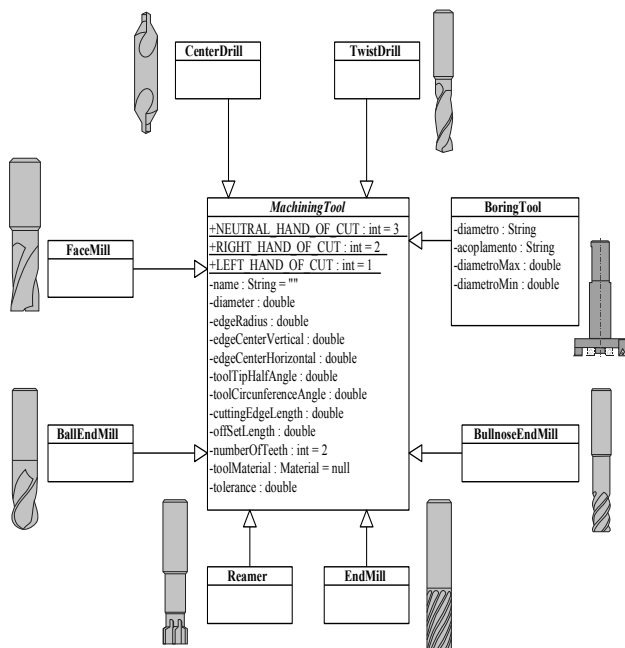 CenterDrill
TwistDrill
MachiningTool
+NEUTRAL_HAND_OF_CUT : int = 3
+RIGHT_HAND_OF_CUT : int = 2
+LEFT_HAND_OF_CUT : int = 1
-name : String = ""
-diameter : double
-edgeRadius : double
-edgeCenterVertical : double
-edgeCenterHorizontal : double
-toolTipHalfAngle : double
-toolCircunferenceAngle : double
-cuttingEdgeLength : double
-offSetLength : double
-numberOfTeeth : int = 2
-toolMaterial : Material = null
-tolerance : double
BoringTool
-diametro : String
-acoplamento : String
-diametroMax : double
-diametroMin : double
FaceMill
BallEndMill
BullnoseEndMill
Reamer
EndMill